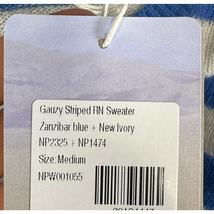 Gauzy Striped RN Sweater
Zanzibar blue + New Ivory
NP2325 + NP1474
Size: Medium
NPW001055